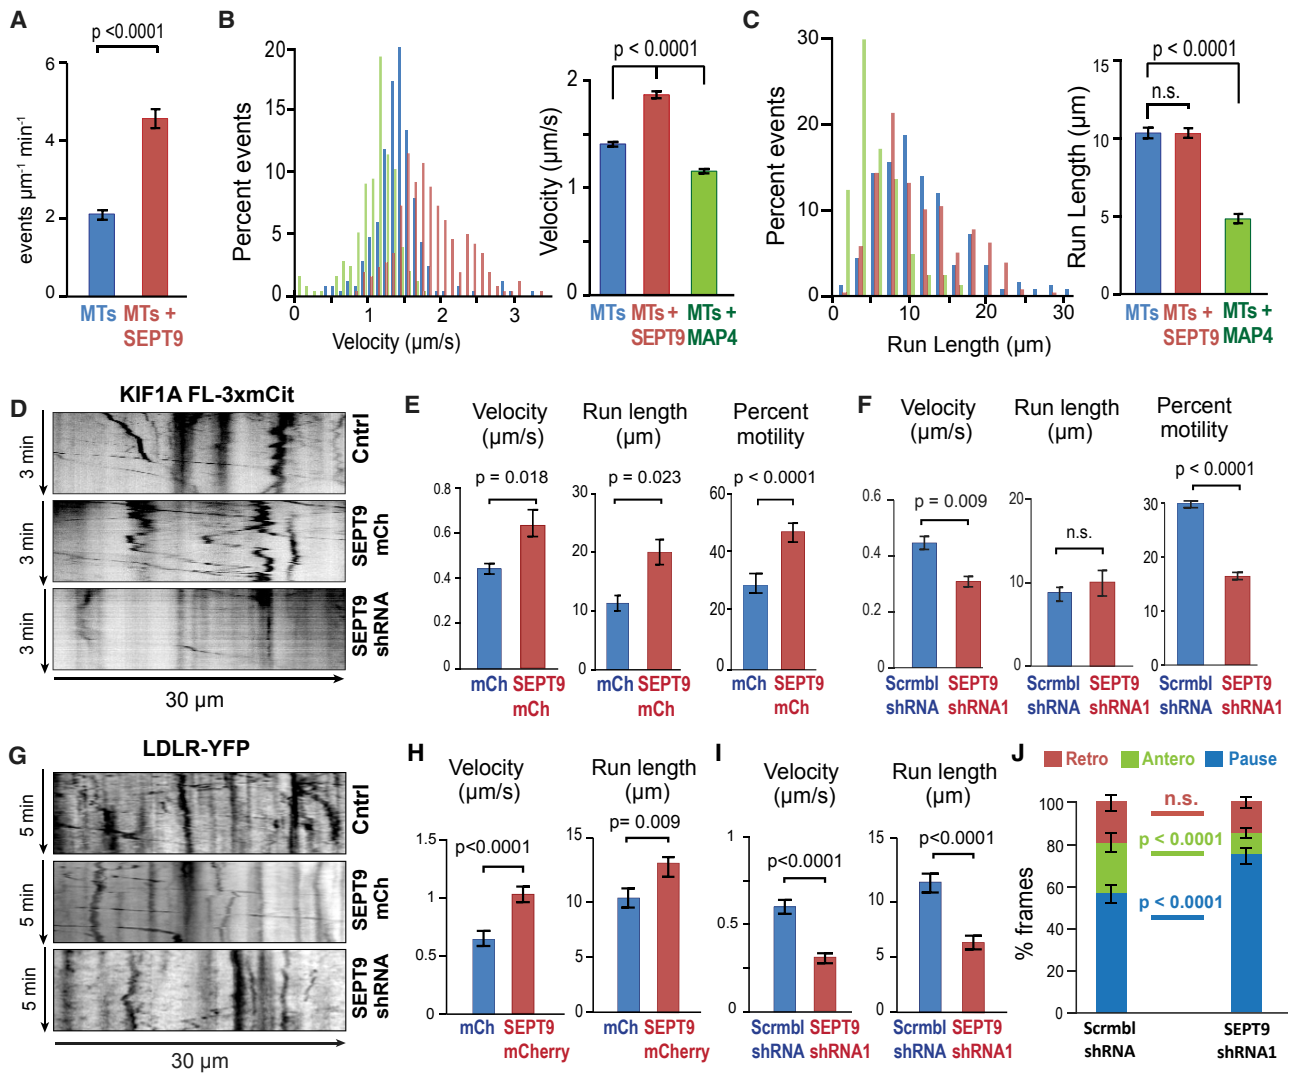 A
p <0.0001
events µm⁻¹ min⁻¹
6
4
2
0
MTs MTs +
SEPT9
B
Percent events
20
15
10
5
0
0 1 2 3
Velocity (µm/s)
p < 0.0001
Velocity (µm/s)
2
1
0
MTs MTs + MTs +
SEPT9 MAP4
C
Percent events
30
20
10
0
0 10 20 30
Run Length (µm)
p < 0.0001
n.s.
Run Length (µm)
15
10
5
0
MTs MTs + MTs +
SEPT9 MAP4
D
KIF1A FL-3xmCit
3 min
Cntrl
3 min
SEPT9
mCh
3 min
SEPT9
shRNA
30 µm
E
Velocity
(µm/s)
p = 0.018
0.8
0.6
0.4
0.2
0
mCh SEPT9
mCh
Run length
(µm)
p = 0.023
30
20
10
0
mCh SEPT9
mCh
Percent
motility
p < 0.0001
60
40
20
0
mCh SEPT9
mCh
F
Velocity
(µm/s)
p = 0.009
0.6
0.4
0.2
0
Scrmbl SEPT9
shRNA shRNA1
Run length
(µm)
n.s.
20
10
0
Scrmbl SEPT9
shRNA shRNA1
Percent
motility
p < 0.0001
30
20
10
0
Scrmbl SEPT9
shRNA shRNA1
G
LDLR-YFP
5 min
Cntrl
5 min
SEPT9
mCh
5 min
SEPT9
shRNA
30 µm
H
Velocity
(µm/s)
p<0.0001
1.5
1
0.5
0
mCh SEPT9
mCherry
Run length
(µm)
p= 0.009
15
10
5
0
mCh SEPT9
mCherry
I
Velocity
(µm/s)
p<0.0001
1
0.5
0
Scrmbl SEPT9
shRNA shRNA1
Run length
(µm)
p<0.0001
15
10
5
0
Scrmbl SEPT9
shRNA shRNA1
J
Retro Antero Pause
% frames
100
80
60
40
20
0
n.s.
p < 0.0001
p < 0.0001
Scrmbl SEPT9
shRNA shRNA1